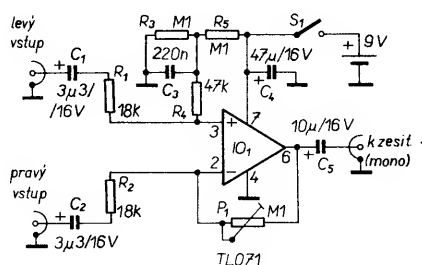 levý
vstup
C1
3μ3/
/16V
R1
18k
R3
M1
R5
M1
220n
C3
47k
R4
S1
9V
47μ/16V
C4
3
+
7
IO1
6
2
−
4
10μ/16V
C5
k zesil.
(mono)
pravý
vstup
C2
3μ3/16V
R2
18k
P1
M1
TL071